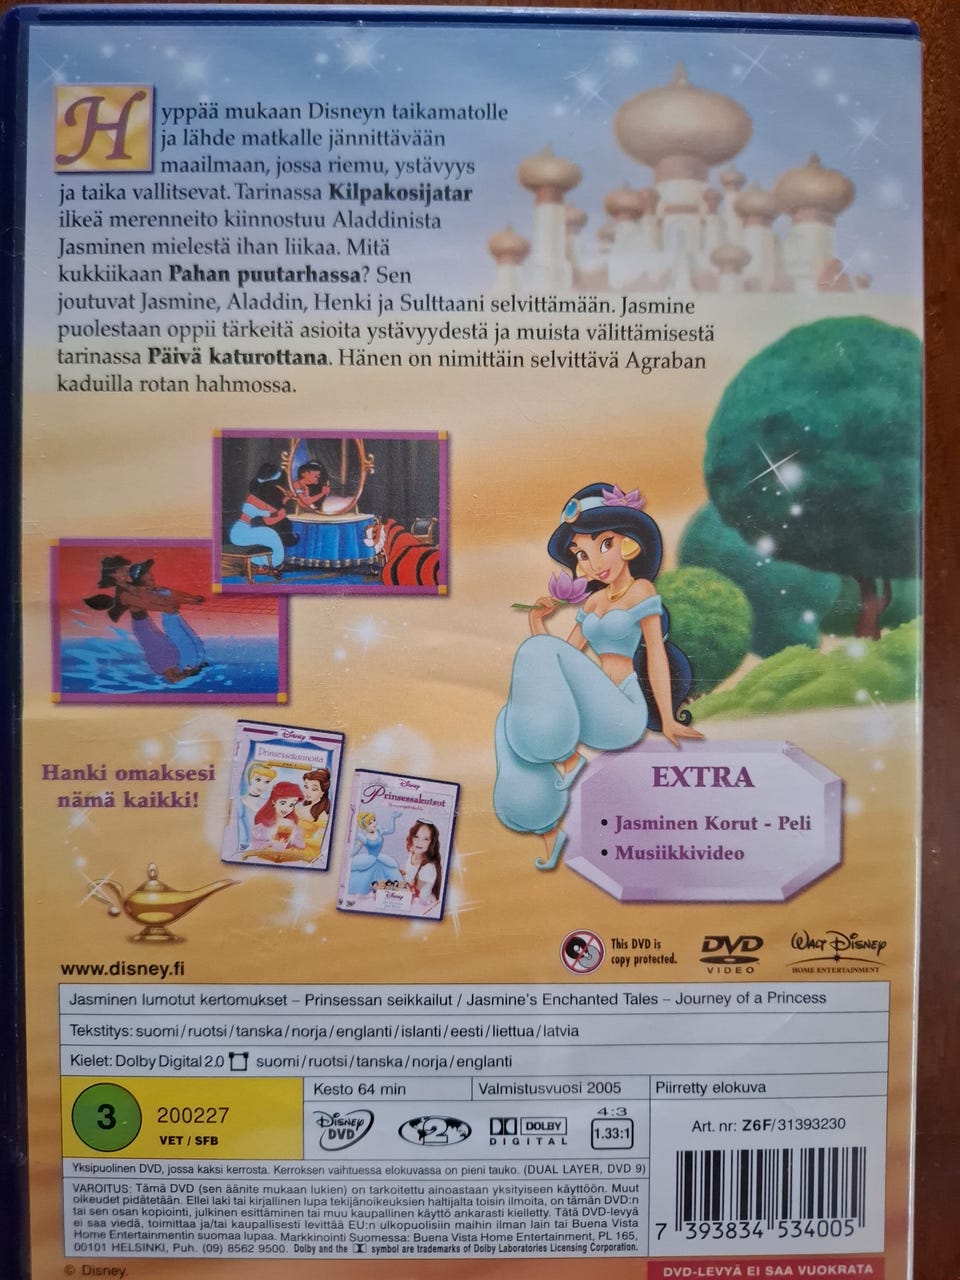 Hyppää mukaan Disneyn taikamatolle
ja lähde matkalle jännittävään
maailmaan, jossa riemu, ystävyys
ja taika vallitsevat. Tarinassa Kilpakosijatar
ilkeä merenneito kiinnostuu Aladdinista
Jasminen mielestä ihan liikaa. Mitä
kukkiikaan Pahan puutarhassa? Sen
joutuvat Jasmine, Aladdin, Henki ja Sulttaani selvittämään. Jasmine
puolestaan oppii tärkeitä asioita ystävyydestä ja muista välittämisestä
tarinassa Päivä katurottana. Hänen on nimittäin selvittävä Agraban
kaduilla rotan hahmossa.
Hanki omaksesi
nämä kaikki!
Disney
Prinsessatarinoita
Disney
Prinsessakutsut
EXTRA
• Jasminen Korut - Peli
• Musiikkivideo
www.disney.fi
This DVD is
copy protected.
DVD
VIDEO
WALT DISNEY
HOME ENTERTAINMENT
Jasminen lumotut kertomukset – Prinsessan seikkailut / Jasmine's Enchanted Tales – Journey of a Princess
Tekstitys: suomi/ruotsi/tanska/norja/englanti/islanti/eesti/liettua/latvia
Kielet: Dolby Digital 2.0 suomi/ruotsi/tanska/norja/englanti
3 200227
VET / SFB
Kesto 64 min
Valmistusvuosi 2005
Piirretty elokuva
DISNEY
DVD
2
DOLBY
DIGITAL
4:3
1.33:1
Art. nr: Z6F/31393230
Yksipuolinen DVD, jossa kaksi kerrosta. Kerroksen vaihtuessa elokuvassa on pieni tauko. (DUAL LAYER, DVD 9)
VAROITUS: Tämä DVD (sen äänite mukaan lukien) on tarkoitettu ainoastaan yksityiseen käyttöön. Muut
oikeudet pidätetään. Ellei laki tai kirjallinen lupa tekijänoikeuksien haltijalta toisin ilmoita, on tämän DVD:n
tai sen osan kopiointi, julkinen esittäminen tai muu kaupallinen käyttö ankarasti kielletty. Tätä DVD-levyä
ei saa viedä, toimittaa ja/tai kaupallisesti levittää EU:n ulkopuolisiin maihin ilman lain tai Buena Vista
Home Entertainmentin suomaa lupaa. Markkinointi Suomessa: Buena Vista Home Entertainment, PL 165,
00101 HELSINKI, Puh. (09) 8562 9500. Dolby and the symbol are trademarks of Dolby Laboratories Licensing Corporation.
7 393834 534005
© Disney.
DVD-LEVYÄ EI SAA VUOKRATA